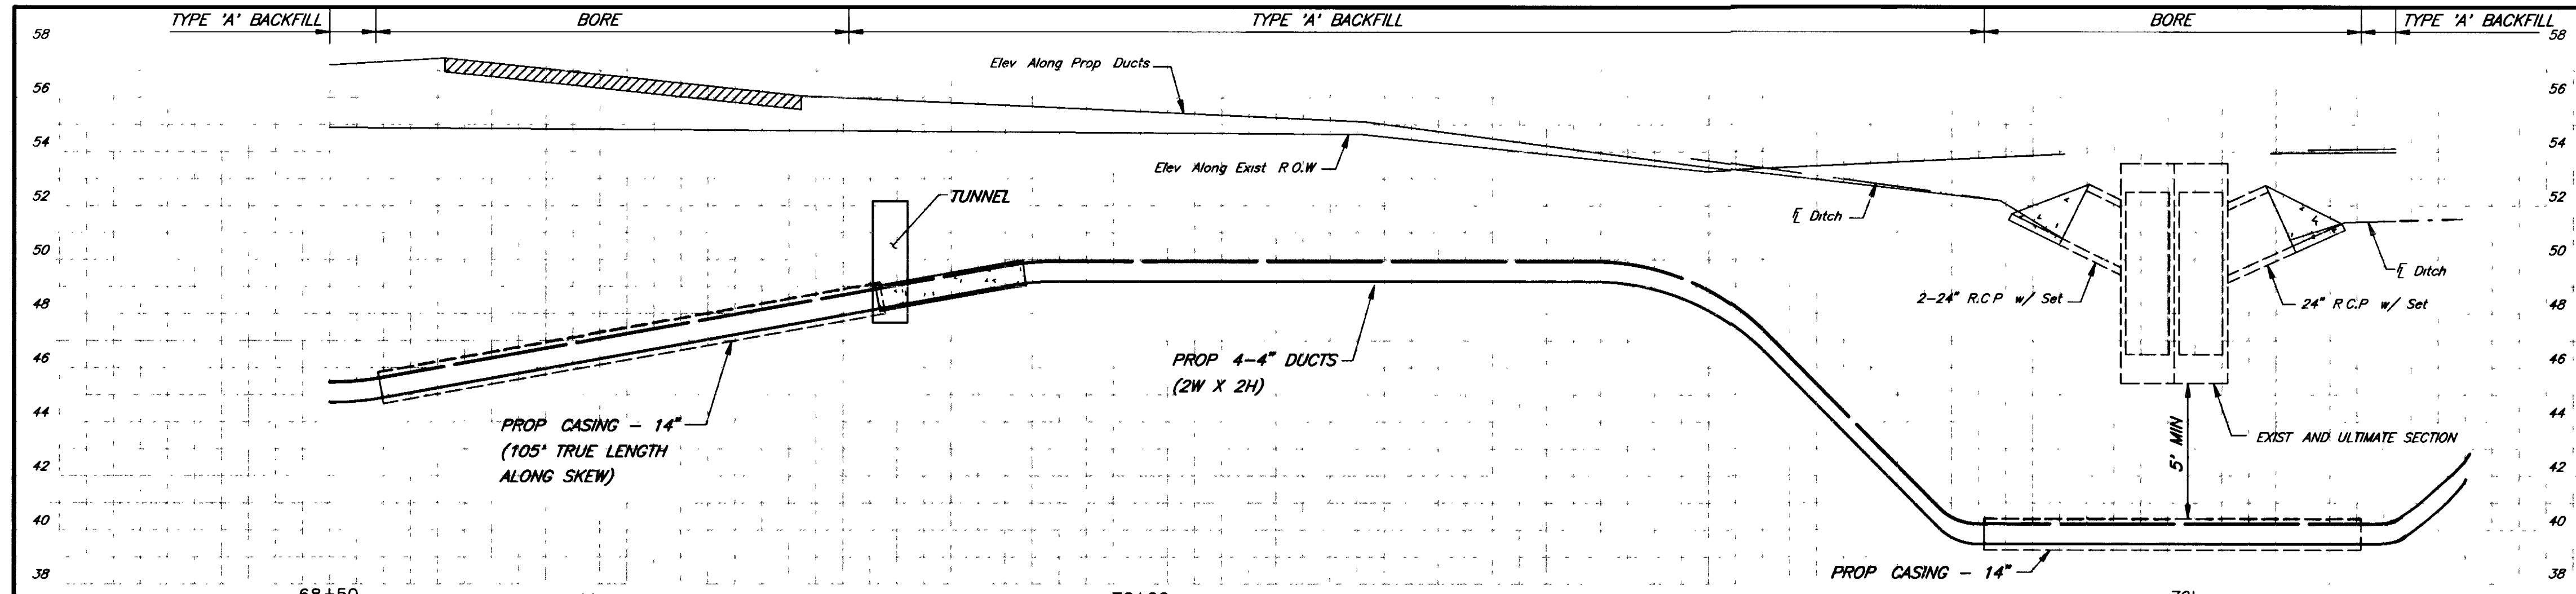 TYPE 'A' BACKFILL
BORE
TYPE 'A' BACKFILL
BORE
TYPE 'A' BACKFILL
58
58
Elev Along Prop Ducts
56
56
54
54
Elev Along Exist R.O.W
52
TUNNEL
℄ Ditch
52
50
50
℄ Ditch
48
2-24" R.C.P w/ Set
24" R.C.P w/ Set
48
46
PROP 4-4" DUCTS
(2W X 2H)
46
44
PROP CASING - 14"
(105' TRUE LENGTH
ALONG SKEW)
5' MIN
EXIST AND ULTIMATE SECTION
44
42
42
40
40
38
PROP CASING - 14"
38
68+50